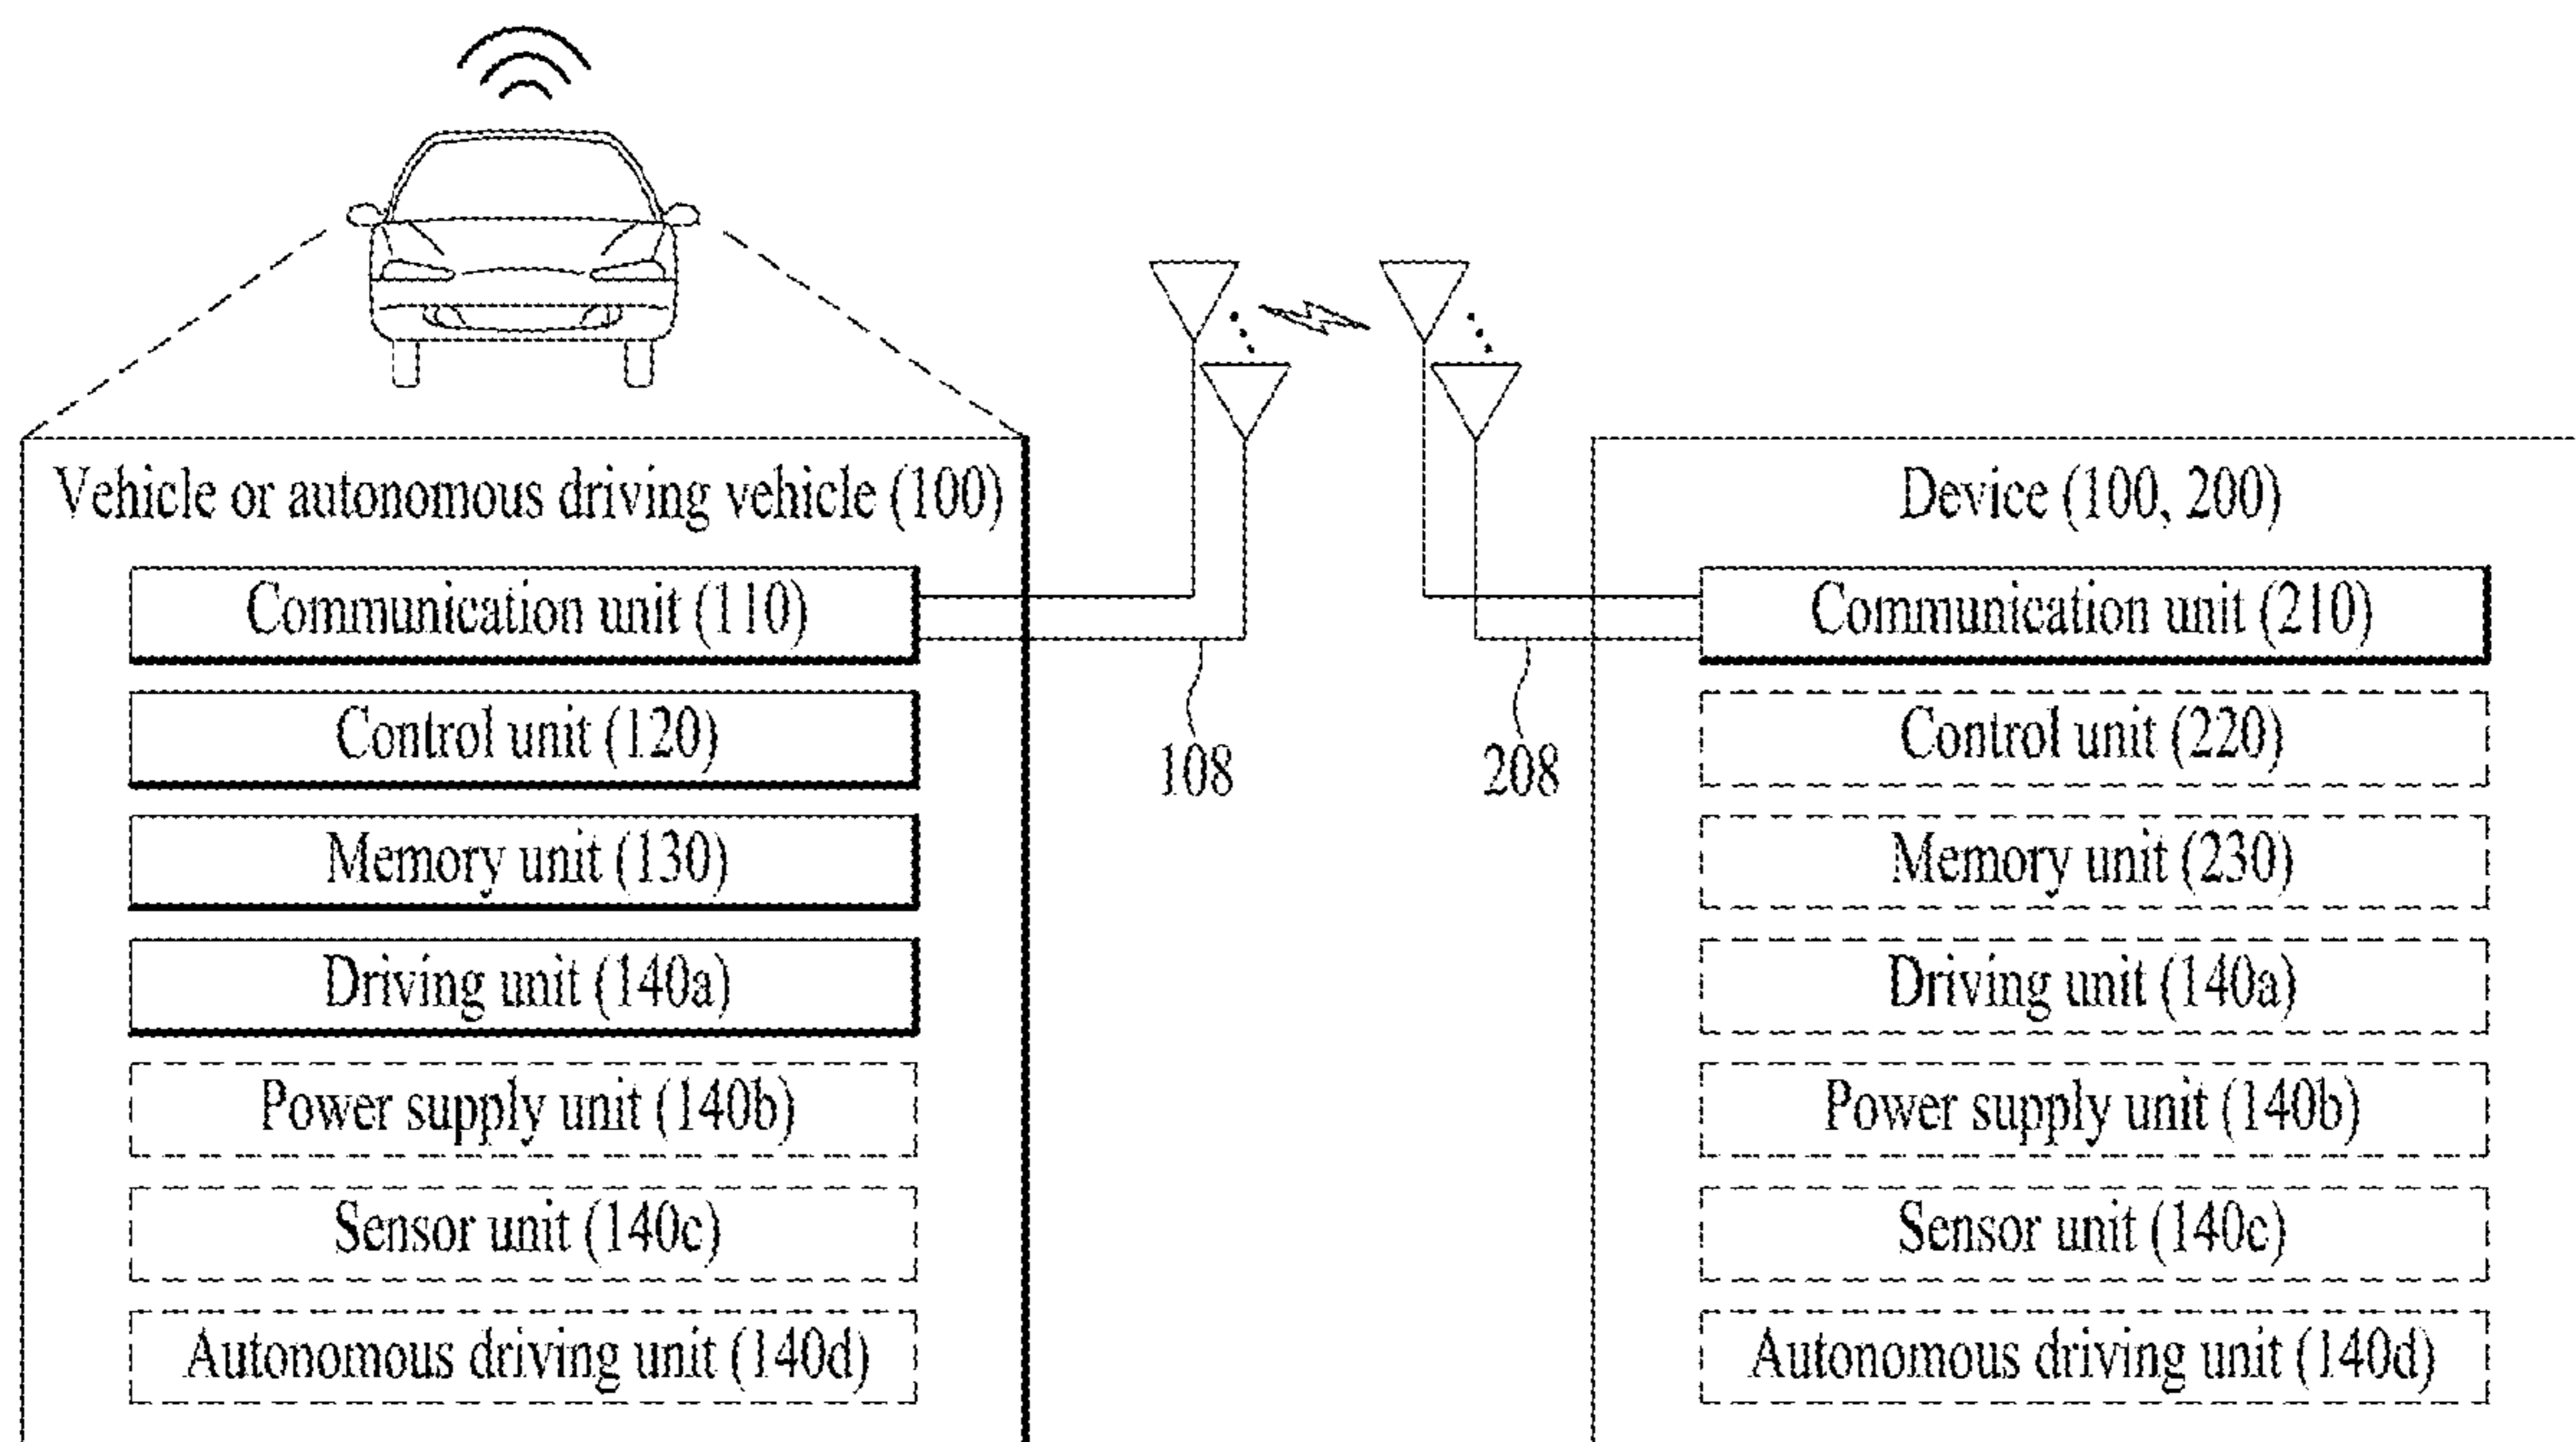 Vehicle or autonomous driving vehicle (100)
Communication unit (110)
Control unit (120)
Memory unit (130)
Driving unit (140a)
Power supply unit (140b)
Sensor unit (140c)
Autonomous driving unit (140d)
108
208
Device (100, 200)
Communication unit (210)
Control unit (220)
Memory unit (230)
Driving unit (140a)
Power supply unit (140b)
Sensor unit (140c)
Autonomous driving unit (140d)